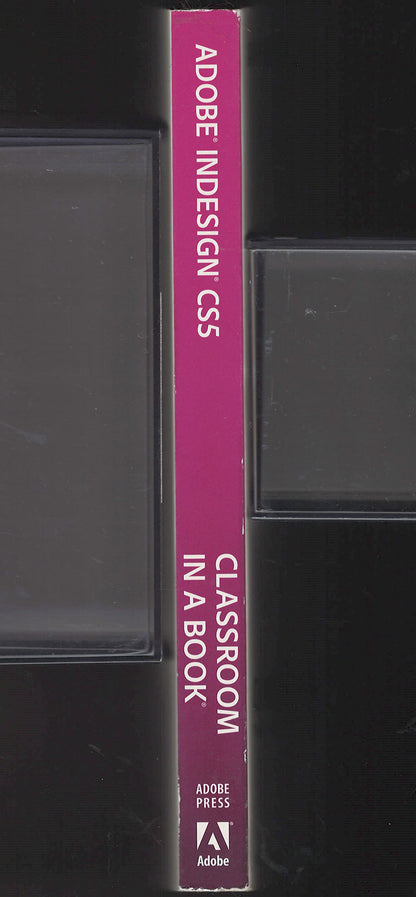 ADOBE® INDESIGN® CS5
CLASSROOM
IN A BOOK®
ADOBE
PRESS
Adobe